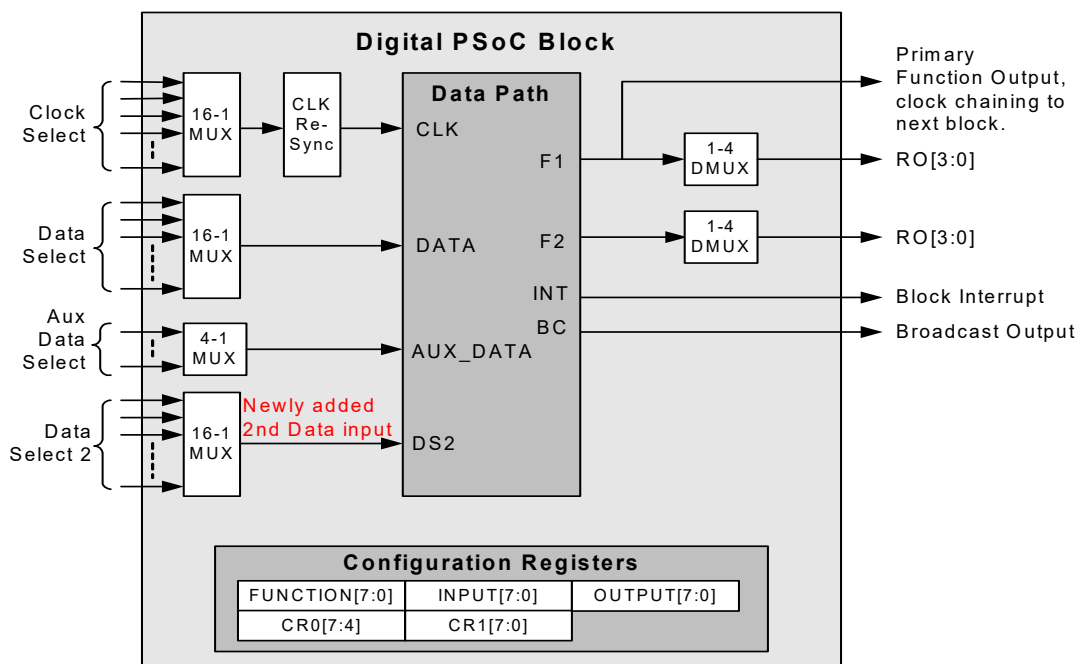 Digital PSoC Block
Clock
Select
16-1
MUX
CLK
Re-
Sync
Data Path
CLK
F1
1-4
DMUX
Primary
Function Output,
clock chaining to
next block.
RO[3:0]
Data
Select
16-1
MUX
DATA
F2
1-4
DMUX
RO[3:0]
INT
Block Interrupt
BC
Broadcast Output
Aux
Data
Select
4-1
MUX
AUX_DATA
Data
Select 2
16-1
MUX
Newly added
2nd Data input
DS2
Configuration Registers
FUNCTION[7:0] INPUT[7:0] OUTPUT[7:0]
CR0[7:4] CR1[7:0]